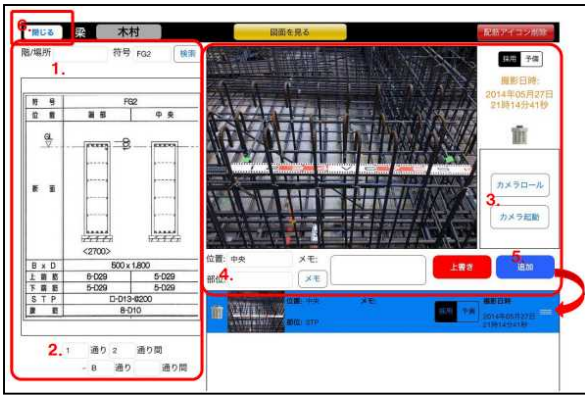 6.
*閉じる 梁 木村 図面を見る 配筋アイコン削除
階/場所 符号 FG2 検索
1.
採用 予備
撮影日時:
2014年05月27日
21時14分41秒
符 号 FG2
位 置 端 部 中 央
GL
断 面
<2700>
B x D 600 x 1,800
上 端 筋 6-D29 5-D29
下 端 筋 5-D29 5-D29
S T P □-D13-@200
腹 筋 8-D10
カメラロール
3.
カメラ起動
位置: 中央 メモ:
4.
部位: メモ
上書き
5.
追加
位置: 中央 メモ:
部位: STP
採用 予備
撮影日時
2014年05月27日
21時14分41秒
2. 1 通り 2 通り間
- B 通り 通り間